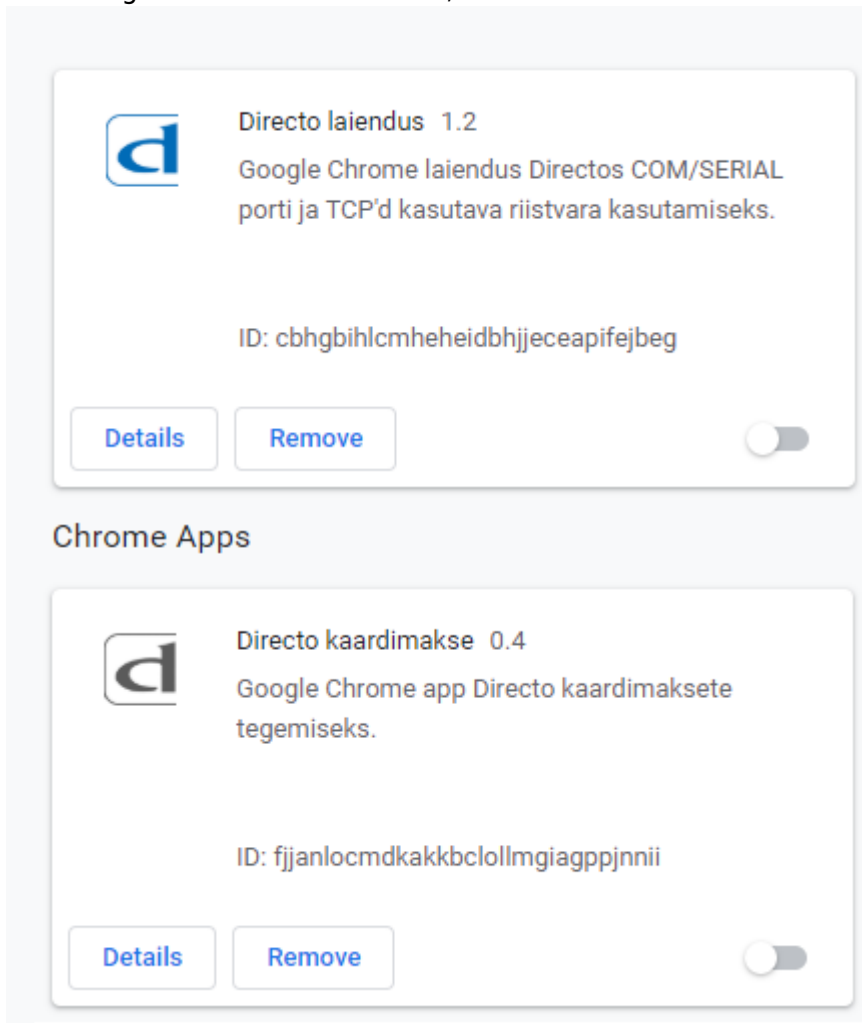 Directo laiendus 1.2
Google Chrome laiendus Directos COM/SERIAL
porti ja TCP'd kasutava riistvara kasutamiseks.
ID: cbhgbihlcmheheidbhjjeceapifejbeg
Details Remove
Chrome Apps
Directo kaardimakse 0.4
Google Chrome app Directo kaardimaksete
tegemiseks.
ID: fjjanlocmdkakkbclollmgiagppjnnii
Details Remove